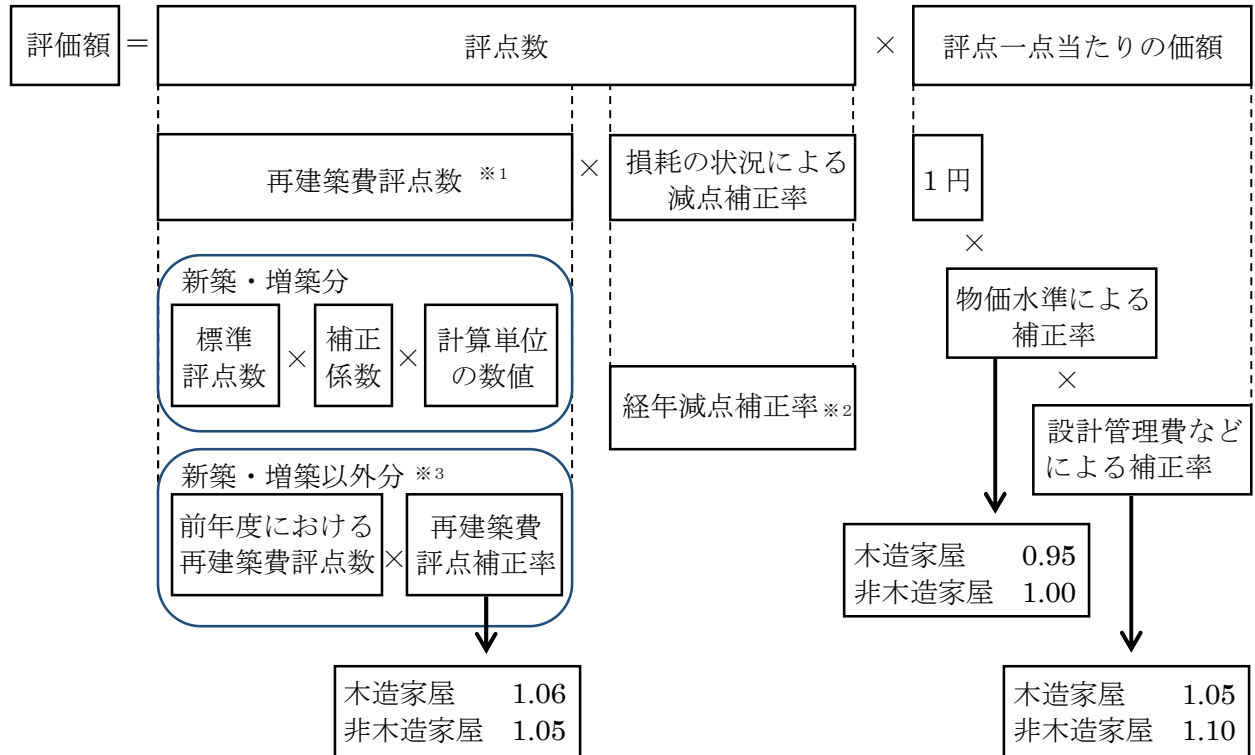 評価額 = 評点数 × 評点一点当たりの価額
再建築費評点数 ※1 × 損耗の状況による
減点補正率
1 円
×
新築・増築分
標準
評点数
×
補正
係数
×
計算単位
の数値
経年減点補正率※2
物価水準による
補正率
×
設計管理費など
による補正率
新築・増築以外分 ※3
前年度における
再建築費評点数
×
再建築費
評点補正率
木造家屋 0.95
非木造家屋 1.00
木造家屋 1.06
非木造家屋 1.05
木造家屋 1.05
非木造家屋 1.10